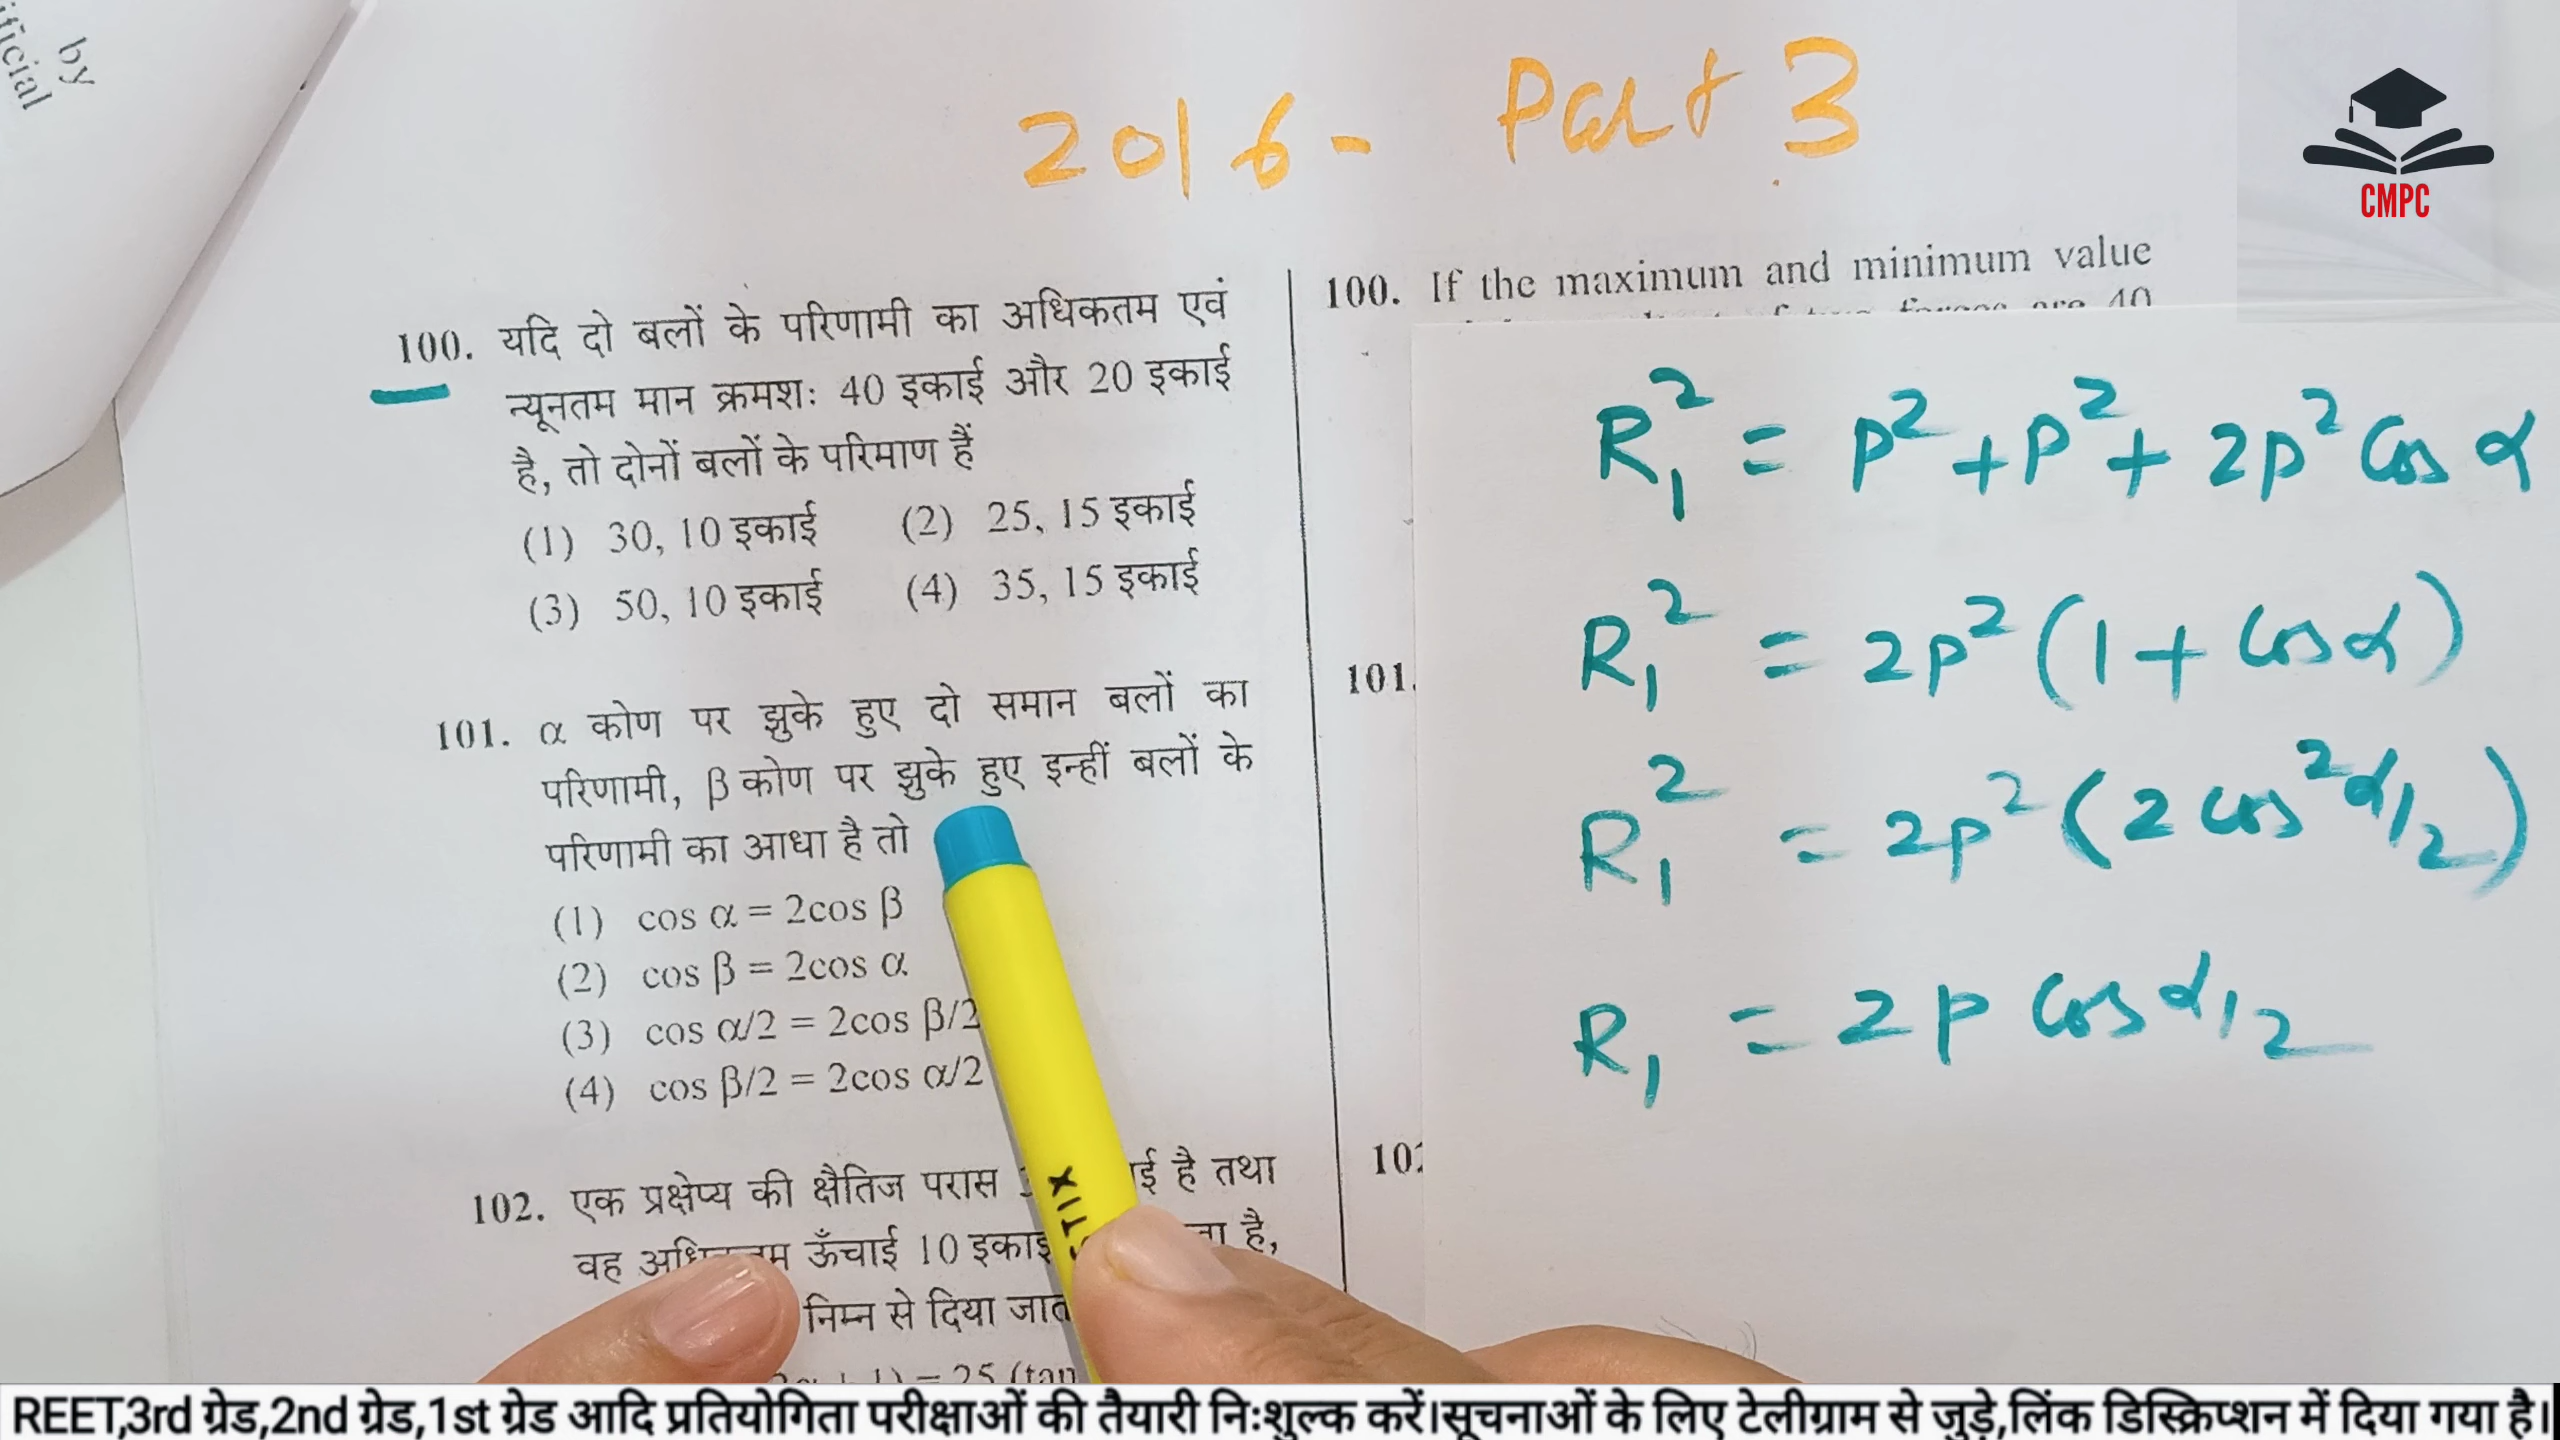 by
2016 - Part 3
CMPC
100. यदि दो बलों के परिणामी का अधिकतम एवं
न्यूनतम मान क्रमशः 40 इकाई और 20 इकाई
है, तो दोनों बलों के परिमाण हैं
(1) 30, 10 इकाई (2) 25, 15 इकाई
(3) 50, 10 इकाई (4) 35, 15 इकाई
101. α कोण पर झुके हुए दो समान बलों का
परिणामी, β कोण पर झुके हुए इन्हीं बलों के
परिणामी का आधा है तो
(1) cos α = 2cos β
(2) cos β = 2cos α
(3) cos α/2 = 2cos β/2
(4) cos β/2 = 2cos α/2
102. एक प्रक्षेप्य की क्षैतिज परास है तथा
वह ऊँचाई 10 है,
निम्न से दिया
100. If the maximum and minimum value
forces are 40
101.
R₁² = P² + P² + 2P² Cos α
R₁² = 2P² (1 + Cos α)
R₁² = 2P² (2 Cos² α/2)
R₁ = 2P Cos α/2
REET,3rd ग्रेड,2nd ग्रेड,1st ग्रेड आदि प्रतियोगिता परीक्षाओं की तैयारी निःशुल्क करें।सूचनाओं के लिए टेलीग्राम से जुड़े,लिंक डिस्क्रिप्शन में दिया गया है।